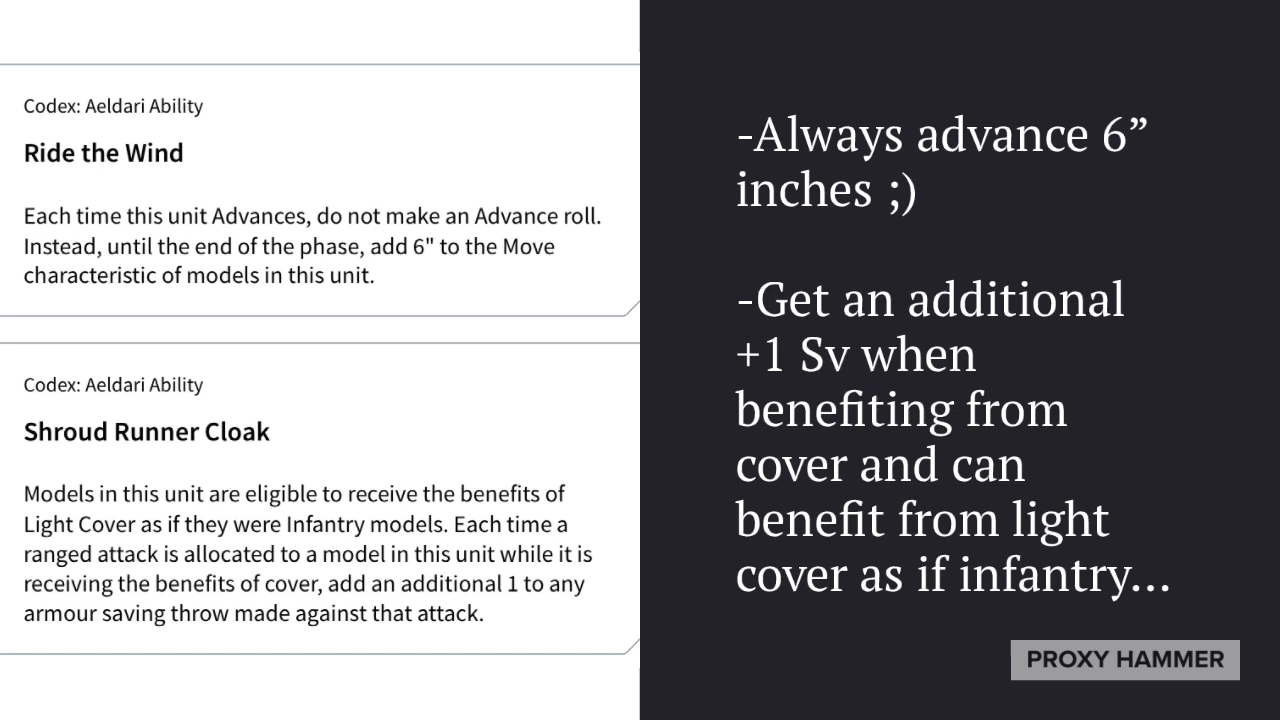 Codex: Aeldari Ability
Ride the Wind
Each time this unit Advances, do not make an Advance roll.
Instead, until the end of the phase, add 6" to the Move
characteristic of models in this unit.
Codex: Aeldari Ability
Shroud Runner Cloak
Models in this unit are eligible to receive the benefits of
Light Cover as if they were Infantry models. Each time a
ranged attack is allocated to a model in this unit while it is
receiving the benefits of cover, add an additional 1 to any
armour saving throw made against that attack.
-Always advance 6”
inches ;)
-Get an additional
+1 Sv when
benefiting from
cover and can
benefit from light
cover as if infantry...
PROXY HAMMER